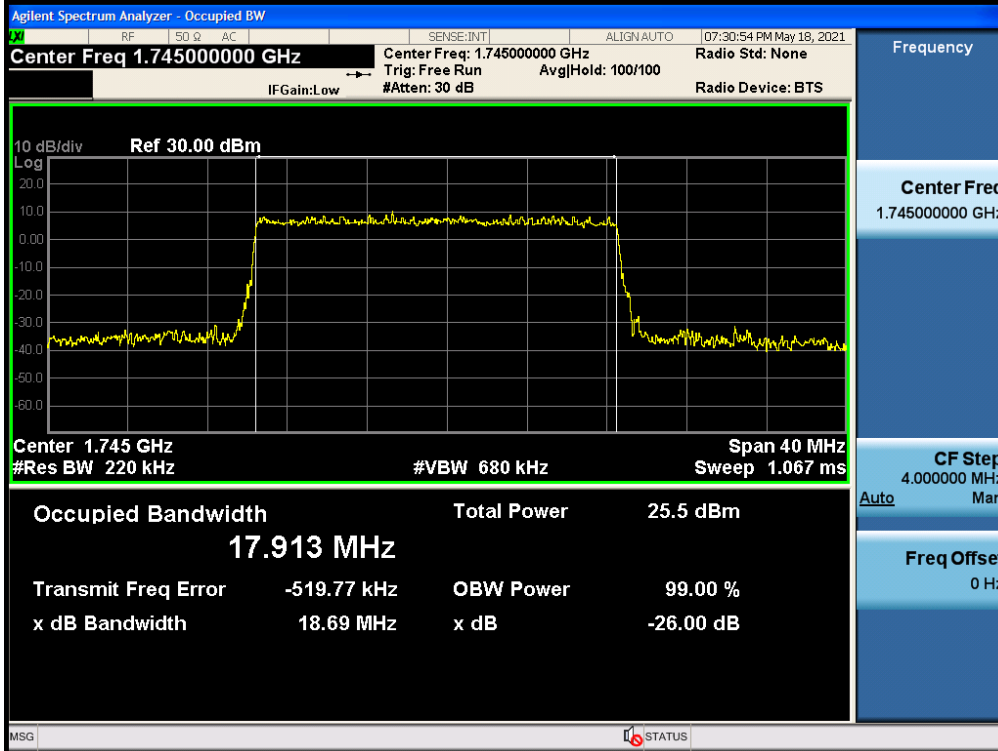 Agilent Spectrum Analyzer - Occupied BW
LXI RF 50 Ω AC SENSE:INT ALIGN AUTO 07:30:54 PM May 18, 2021
Center Freq 1.745000000 GHz
Center Freq: 1.745000000 GHz
Radio Std: None
Trig: Free Run Avg|Hold: 100/100
IFGain:Low
#Atten: 30 dB
Radio Device: BTS
Frequency
10 dB/div Ref 30.00 dBm
Log
20.0
10.0
0.00
-10.0
-20.0
-30.0
-40.0
-50.0
-60.0
Center 1.745 GHz Span 40 MHz
#Res BW 220 kHz #VBW 680 kHz Sweep 1.067 ms
Center Freq
1.745000000 GHz
CF Step
4.000000 MHz
Auto Man
Freq Offset
0 Hz
Occupied Bandwidth
17.913 MHz
Total Power 25.5 dBm
Transmit Freq Error -519.77 kHz OBW Power 99.00 %
x dB Bandwidth 18.69 MHz x dB -26.00 dB
MSG STATUS